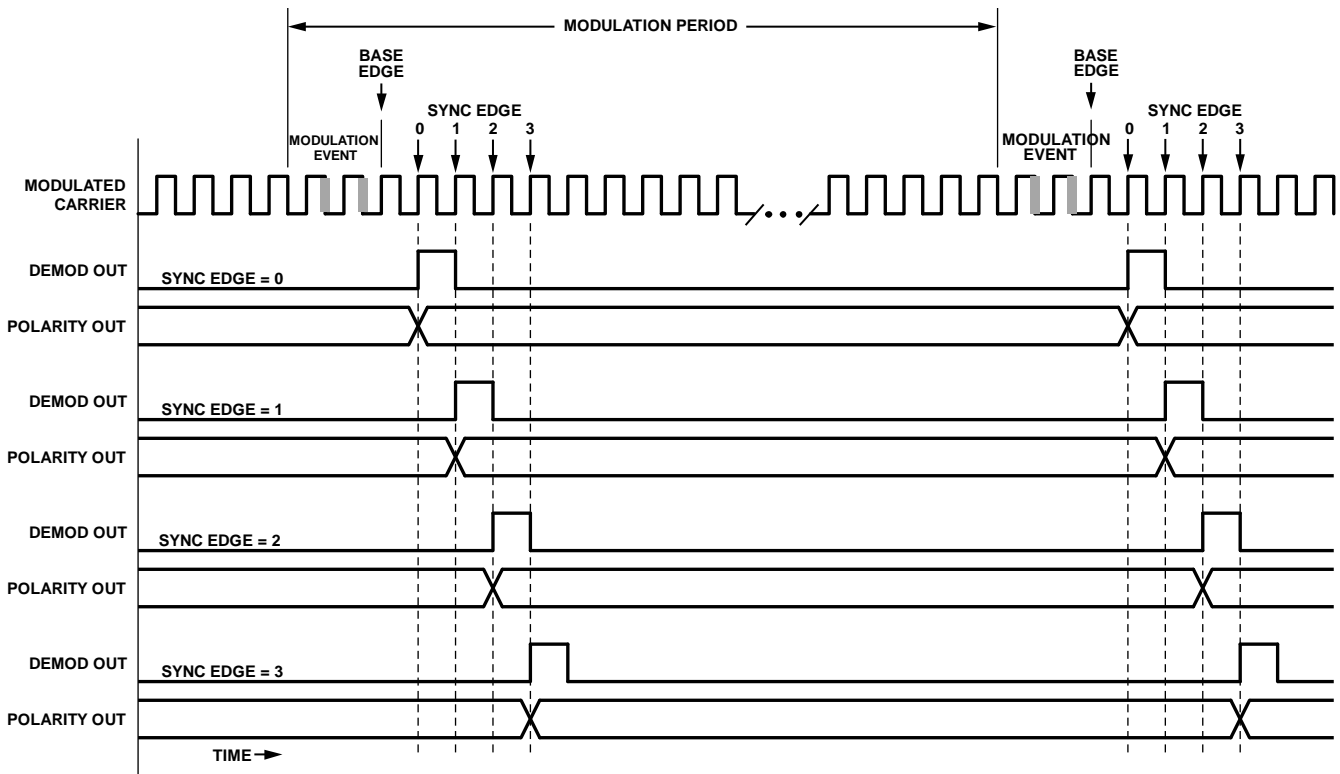 MODULATION PERIOD
BASE
EDGE
BASE
EDGE
SYNC EDGE
0 1 2 3
SYNC EDGE
0 1 2 3
MODULATION
EVENT
MODULATION
EVENT
MODULATED
CARRIER
DEMOD OUT
SYNC EDGE = 0
POLARITY OUT
DEMOD OUT
SYNC EDGE = 1
POLARITY OUT
DEMOD OUT
SYNC EDGE = 2
POLARITY OUT
DEMOD OUT
SYNC EDGE = 3
POLARITY OUT
TIME